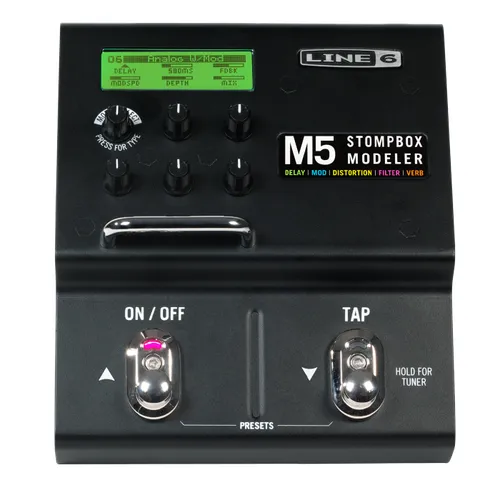 06 Analog W/Mod
DELAY 580MS FDBK
MODSPD DEPTH MIX
LINE 6
PRESS FOR TYPE
M5 STOMPBOX
MODELER
DELAY | MOD | DISTORTION | FILTER | VERB
ON / OFF
TAP
HOLD FOR
TUNER
PRESETS